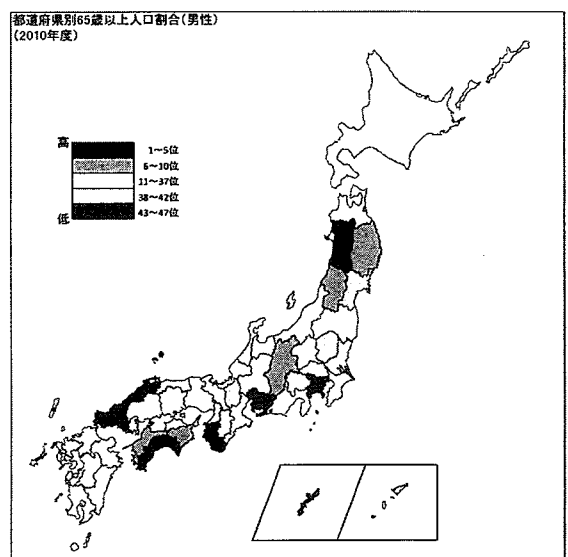 都道府県別65歳以上人口割合(男性)
(2010年度)
高
1~5位
6~10位
11~37位
38~42位
低
43~47位